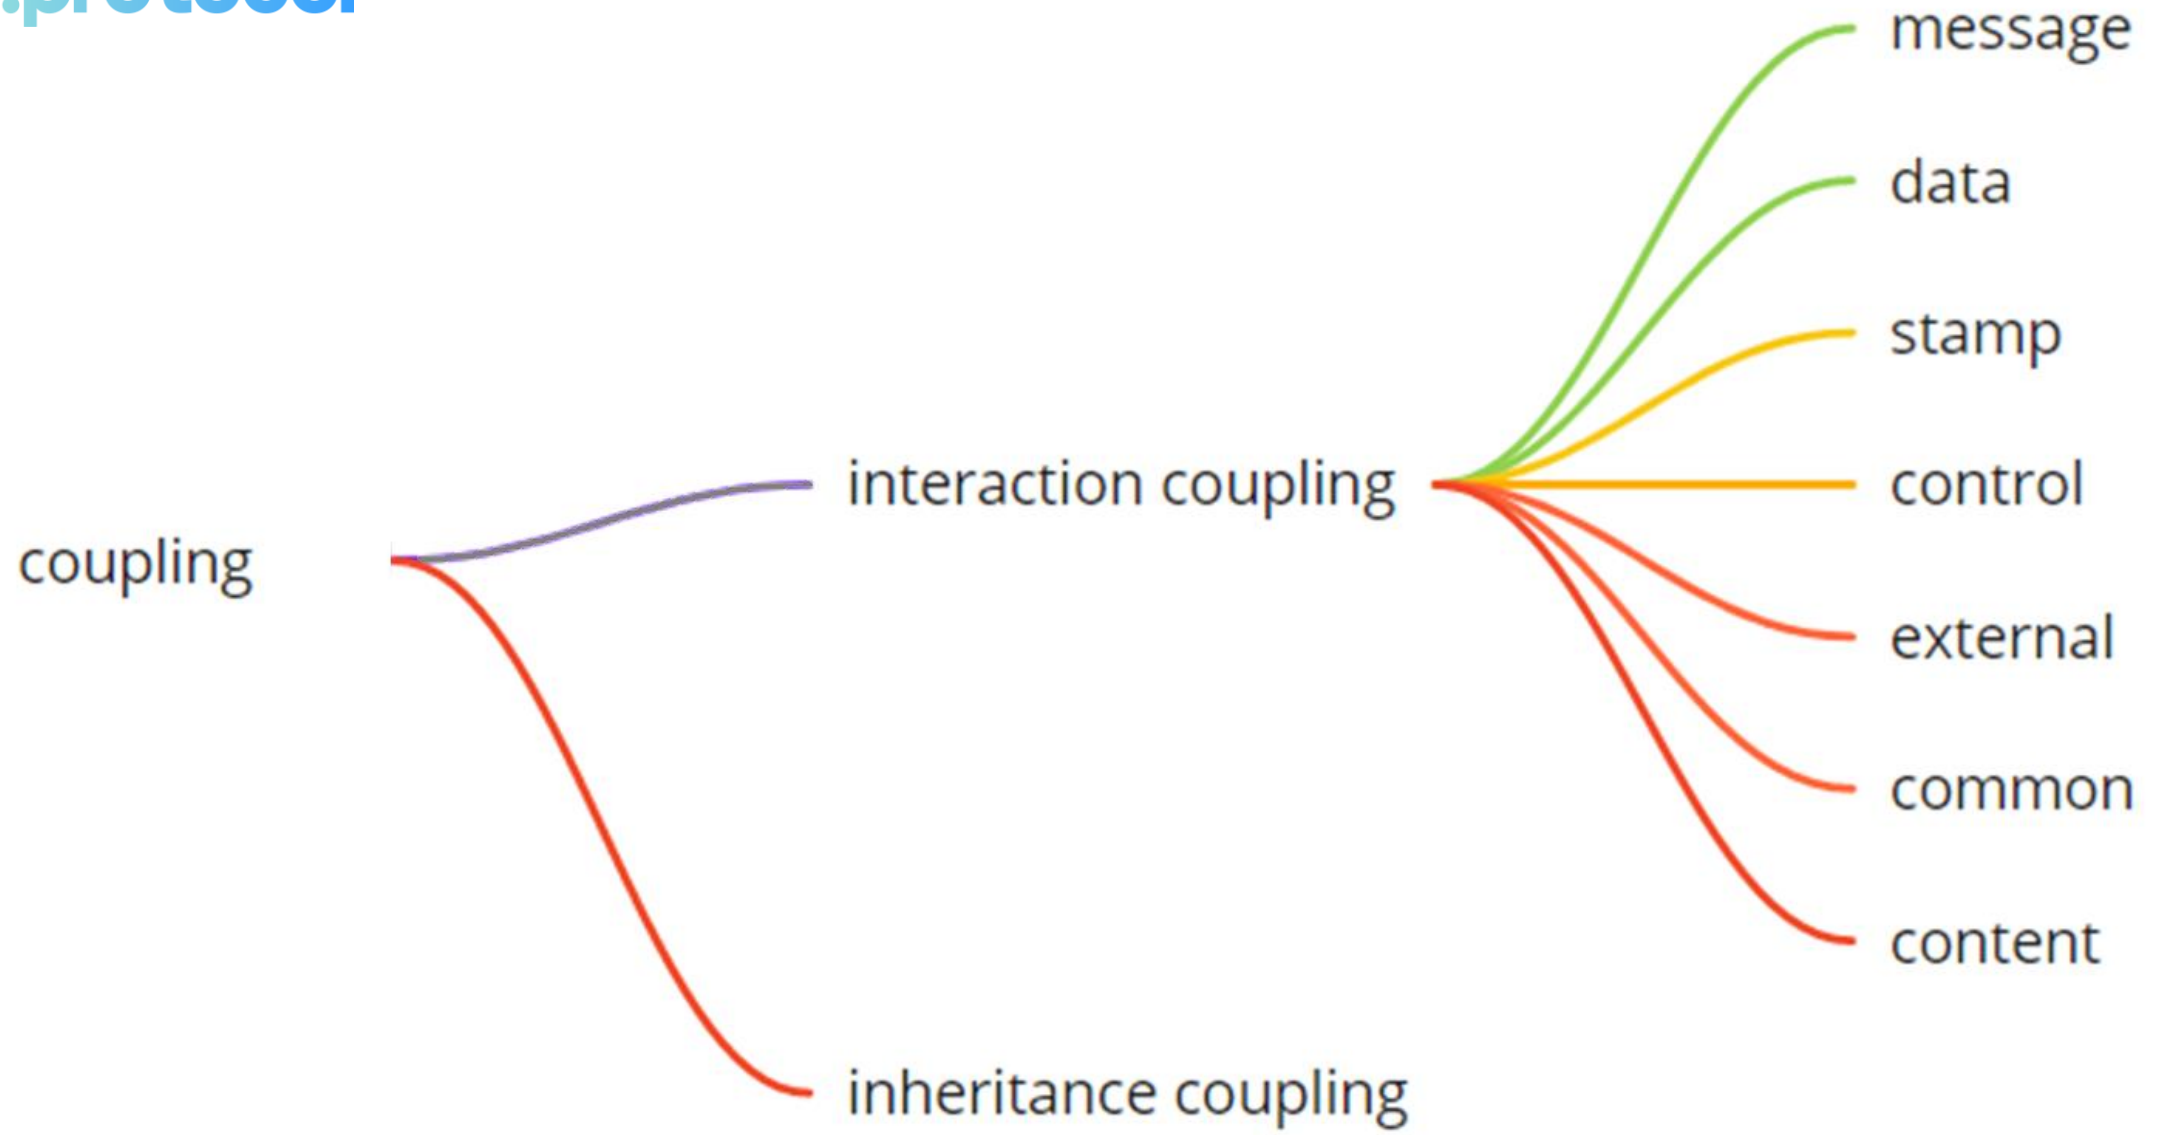 message
data
stamp
interaction coupling
control
coupling
external
common
content
inheritance coupling